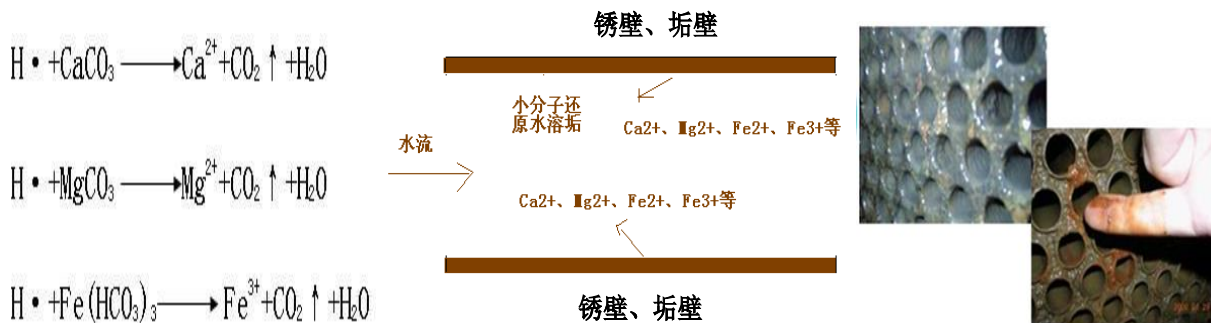 H• +CaCO₃ ⟶ Ca²⁺+CO₂ ↑ +H₂O
H• +MgCO₃ ⟶ Mg²⁺+CO₂ ↑ +H₂O
H• +Fe(HCO₃)₃ ⟶ Fe³⁺+CO₂ ↑ +H₂O
锈壁、垢壁
小分子还
原水溶垢
Ca2+、Mg2+、Fe2+、Fe3+等
水流
Ca2+、Mg2+、Fe2+、Fe3+等
锈壁、垢壁